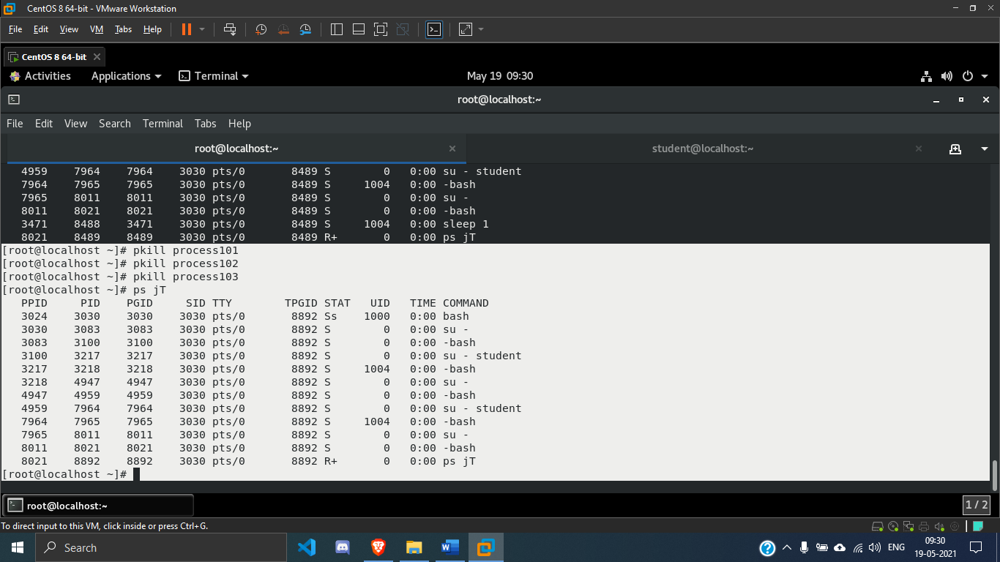 CentOS 8 64-bit - VMware Workstation
File Edit View VM Tabs Help
CentOS 8 64-bit
Activities Applications Terminal May 19 09:30
root@localhost:~
File Edit View Search Terminal Tabs Help
root@localhost:~ student@localhost:~
4959 7964 7964 3030 pts/0 8489 S 0 0:00 su - student
7964 7965 7965 3030 pts/0 8489 S 1004 0:00 -bash
7965 8011 8011 3030 pts/0 8489 S 0 0:00 su -
8011 8021 8021 3030 pts/0 8489 S 0 0:00 -bash
3471 8488 3471 3030 pts/0 8489 S 1004 0:00 sleep 1
8021 8489 8489 3030 pts/0 8489 R+ 0 0:00 ps jT
[root@localhost ~]# pkill process101
[root@localhost ~]# pkill process102
[root@localhost ~]# pkill process103
[root@localhost ~]# ps jT
PPID PID PGID SID TTY TPGID STAT UID TIME COMMAND
3024 3030 3030 3030 pts/0 8892 Ss 1000 0:00 bash
3030 3083 3083 3030 pts/0 8892 S 0 0:00 su -
3083 3100 3100 3030 pts/0 8892 S 0 0:00 -bash
3100 3217 3217 3030 pts/0 8892 S 0 0:00 su - student
3217 3218 3218 3030 pts/0 8892 S 1004 0:00 -bash
3218 4947 4947 3030 pts/0 8892 S 0 0:00 su -
4947 4959 4959 3030 pts/0 8892 S 0 0:00 -bash
4959 7964 7964 3030 pts/0 8892 S 0 0:00 su - student
7964 7965 7965 3030 pts/0 8892 S 1004 0:00 -bash
7965 8011 8011 3030 pts/0 8892 S 0 0:00 su -
8011 8021 8021 3030 pts/0 8892 S 0 0:00 -bash
8021 8892 8892 3030 pts/0 8892 R+ 0 0:00 ps jT
[root@localhost ~]#
root@localhost:~ 1 / 2
To direct input to this VM, click inside or press Ctrl+G.
Search ENG 09:30
19-05-2021